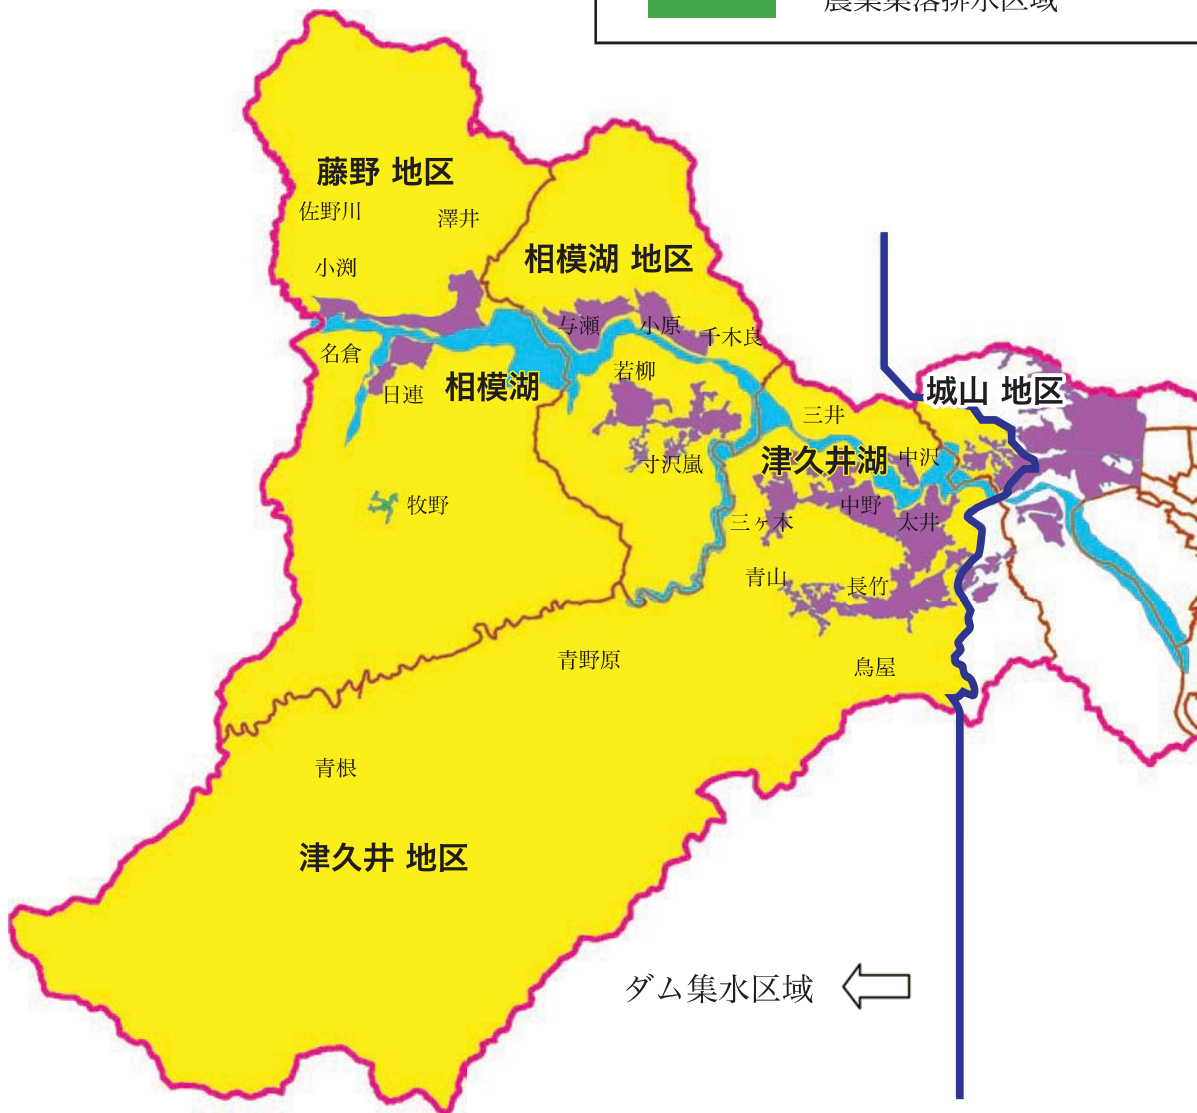 農業集落排水区域
藤野 地区
佐野川
澤井
相模湖 地区
小渕
与瀬
小原
千木良
名倉
若柳
日連
相模湖
城山 地区
三井
寸沢嵐
津久井湖
中沢
牧野
中野
三ヶ木
太井
青山
長竹
青野原
鳥屋
青根
津久井 地区
ダム集水区域